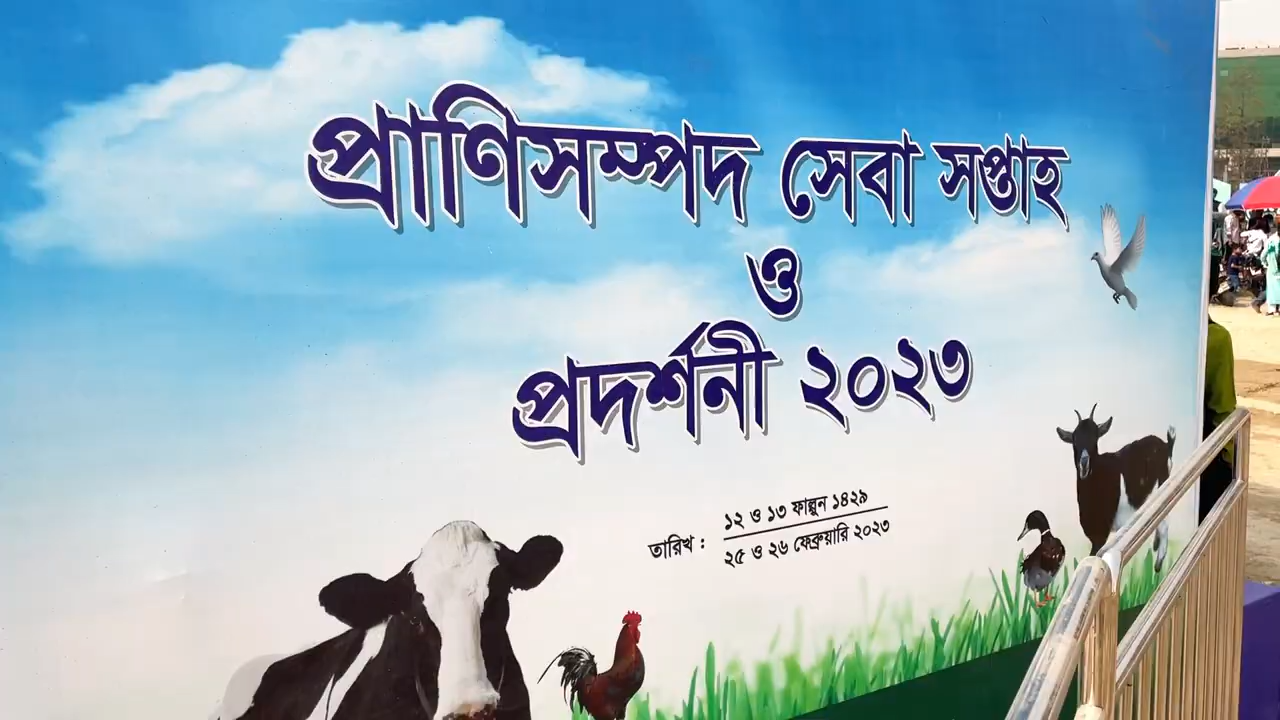 প্রাণিসম্পদ সেবা সপ্তাহ
ও
প্রদর্শনী ২০২৩
তারিখ :
১২ ও ১৩ ফাল্গুন ১৪২৯
২৫ ও ২৬ ফেব্রুয়ারি ২০২৩